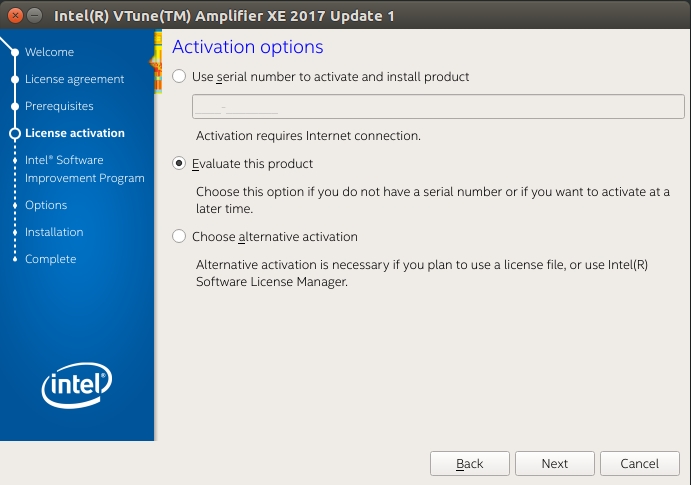 Intel(R) VTune(TM) Amplifier XE 2017 Update 1
Welcome
License agreement
Prerequisites
License activation
Intel® Software
Improvement Program
Options
Installation
Complete
intel®
Activation options
Use serial number to activate and install product
____-________
Activation requires Internet connection.
Evaluate this product
Choose this option if you do not have a serial number or if you want to activate at a
later time.
Choose alternative activation
Alternative activation is necessary if you plan to use a license file, or use Intel(R)
Software License Manager.
Back
Next
Cancel